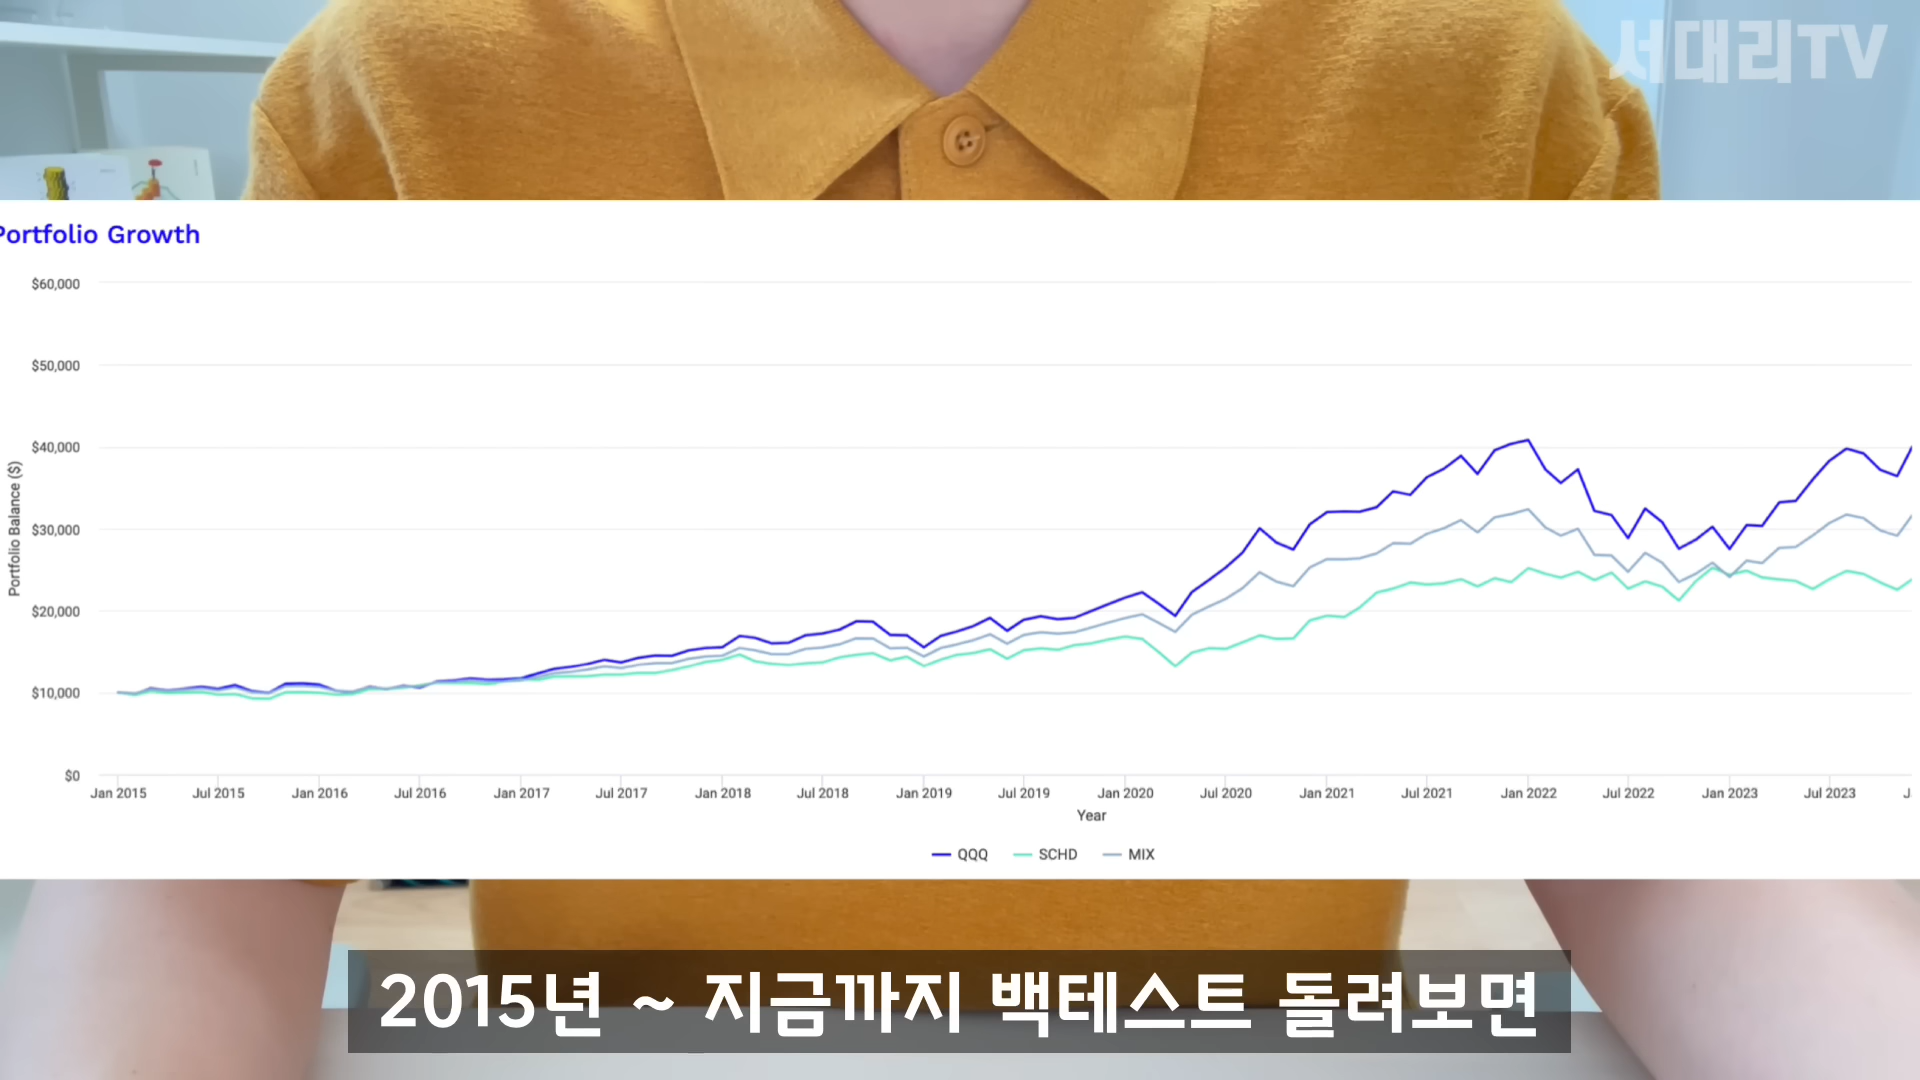 서대리TV
Portfolio Growth
$60,000
$50,000
$40,000
$30,000
$20,000
$10,000
$0
Portfolio Balance ($)
Jan 2015 Jul 2015 Jan 2016 Jul 2016 Jan 2017 Jul 2017 Jan 2018 Jul 2018 Jan 2019 Jul 2019 Jan 2020 Jul 2020 Jan 2021 Jul 2021 Jan 2022 Jul 2022 Jan 2023 Jul 2023 J
Year
QQQ SCHD MIX
2015년 ~ 지금까지 백테스트 돌려보면